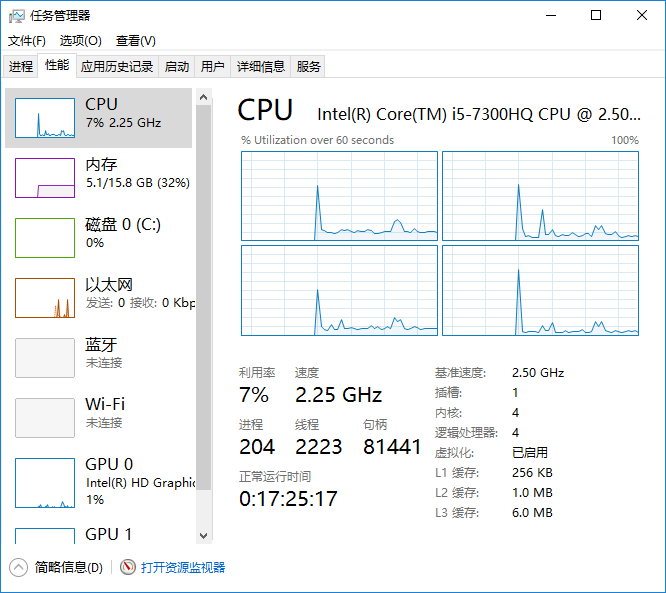 任务管理器
文件(F) 选项(O) 查看(V)
进程 性能 应用历史记录 启动 用户 详细信息 服务
CPU
7% 2.25 GHz
内存
5.1/15.8 GB (32%)
磁盘 0 (C:)
0%
以太网
发送: 0 接收: 0 Kbp
蓝牙
未连接
Wi-Fi
未连接
GPU 0
Intel(R) HD Graphic
1%
GPU 1
CPU Intel(R) Core(TM) i5-7300HQ CPU @ 2.50...
% Utilization over 60 seconds 100%
利用率 速度
7% 2.25 GHz
进程 线程 句柄
204 2223 81441
正常运行时间
0:17:25:17
基准速度: 2.50 GHz
插槽: 1
内核: 4
逻辑处理器: 4
虚拟化: 已启用
L1 缓存: 256 KB
L2 缓存: 1.0 MB
L3 缓存: 6.0 MB
简略信息(D) 打开资源监视器